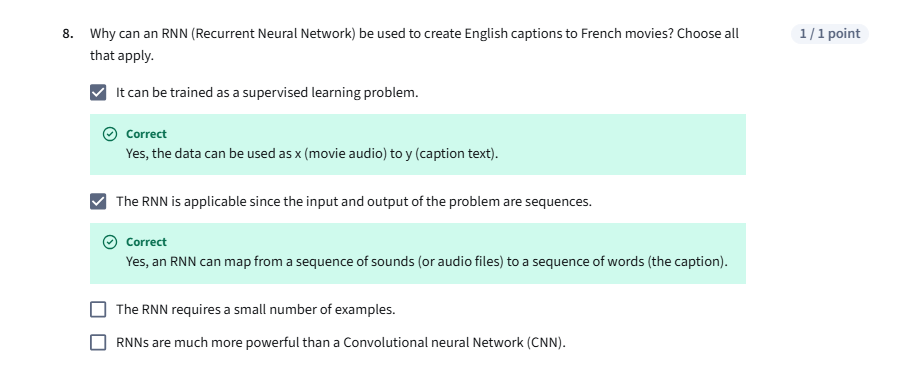 8. Why can an RNN (Recurrent Neural Network) be used to create English captions to French movies? Choose all 1 / 1 point
that apply.
It can be trained as a supervised learning problem.
Correct
Yes, the data can be used as x (movie audio) to y (caption text).
The RNN is applicable since the input and output of the problem are sequences.
Correct
Yes, an RNN can map from a sequence of sounds (or audio files) to a sequence of words (the caption).
The RNN requires a small number of examples.
RNNs are much more powerful than a Convolutional neural Network (CNN).